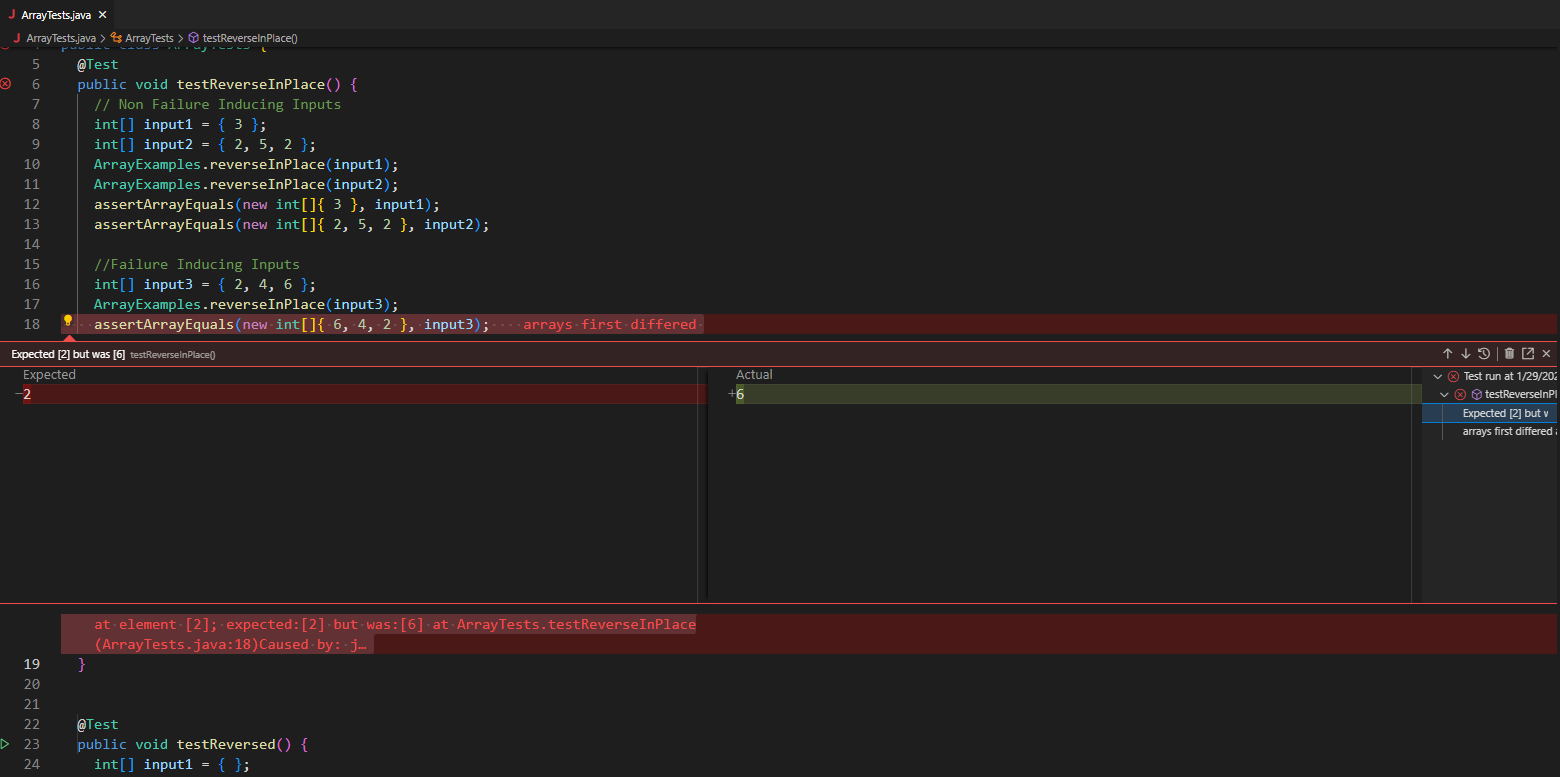 J ArrayTests.java ×
J ArrayTests.java > ArrayTests > testReverseInPlace()
4 public class ArrayTests {
5 @Test
6 public void testReverseInPlace() {
7 // Non Failure Inducing Inputs
8 int[] input1 = { 3 };
9 int[] input2 = { 2, 5, 2 };
10 ArrayExamples.reverseInPlace(input1);
11 ArrayExamples.reverseInPlace(input2);
12 assertArrayEquals(new int[]{ 3 }, input1);
13 assertArrayEquals(new int[]{ 2, 5, 2 }, input2);
14
15 //Failure Inducing Inputs
16 int[] input3 = { 2, 4, 6 };
17 ArrayExamples.reverseInPlace(input3);
18 assertArrayEquals(new int[]{ 6, 4, 2 }, input3); arrays first differed
Expected [2] but was [6] testReverseInPlace()
Expected
−2
Actual
+6
Test run at 1/29/202
testReverseInPl
Expected [2] but w
arrays first differed a
at element [2]; expected:[2] but was:[6] at ArrayTests.testReverseInPlace
(ArrayTests.java:18)Caused by: j…
19 }
20
21
22 @Test
23 public void testReversed() {
24 int[] input1 = { };